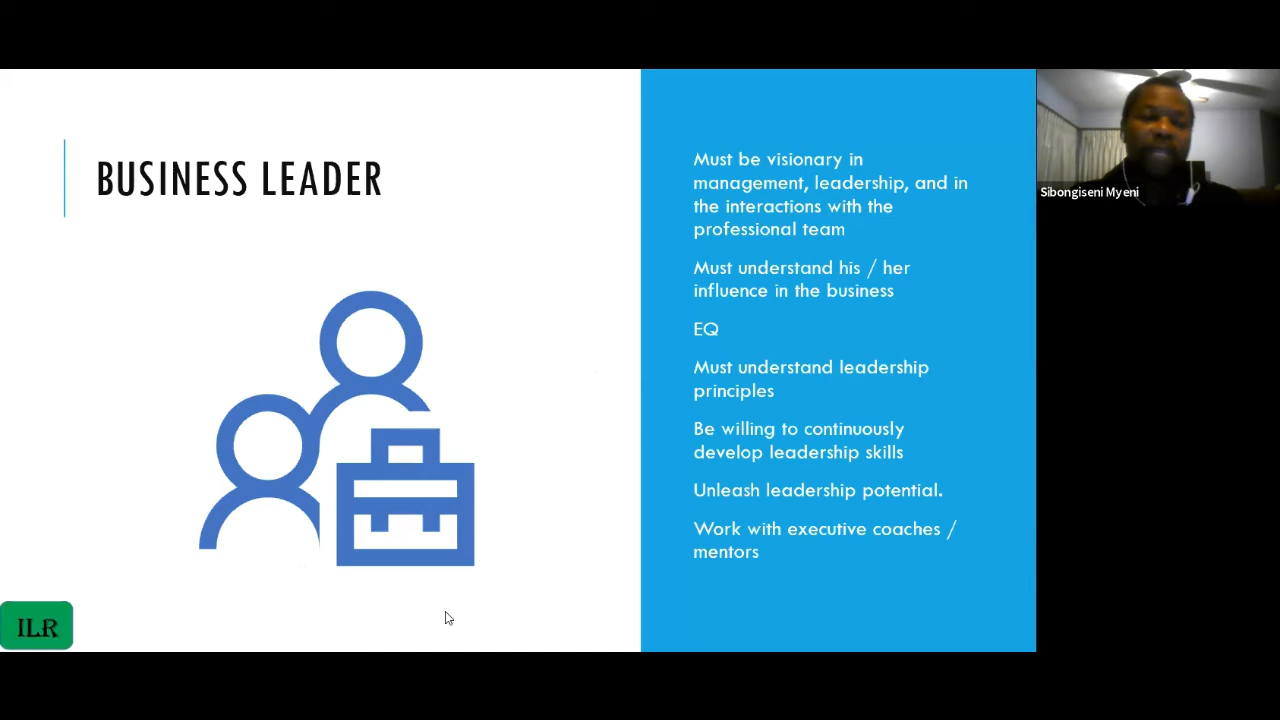 BUSINESS LEADER
Must be visionary in
management, leadership, and in
the interactions with the
professional team
Must understand his / her
influence in the business
EQ
Must understand leadership
principles
Be willing to continuously
develop leadership skills
Unleash leadership potential.
Work with executive coaches /
mentors
Sibongiseni Myeni
ILR